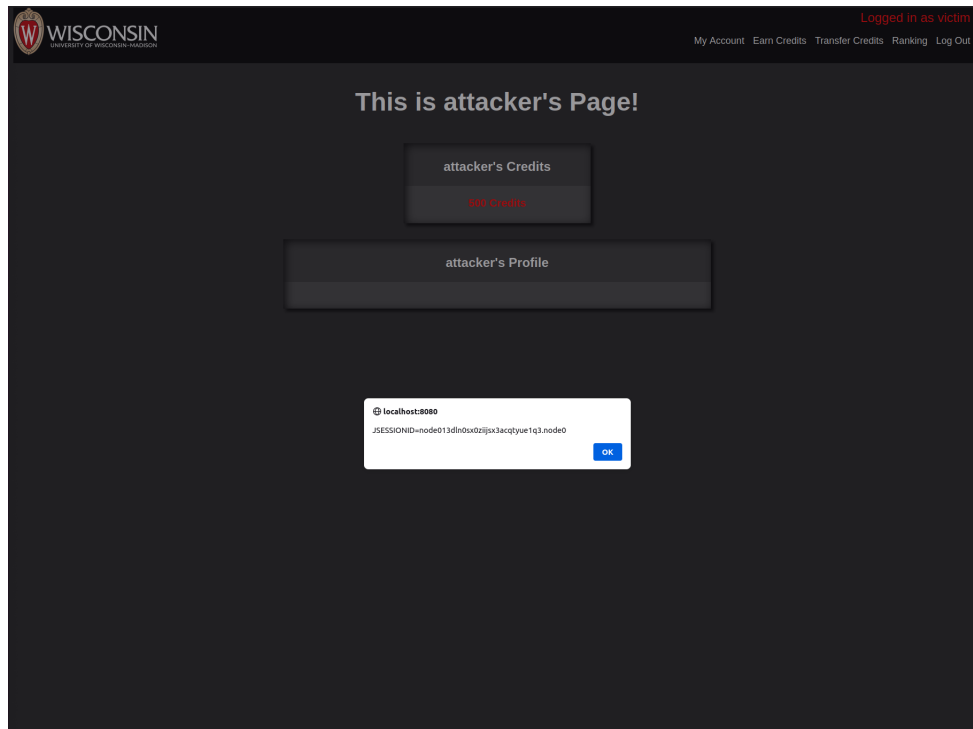 Logged in as victim
WISCONSIN
UNIVERSITY OF WISCONSIN–MADISON
My Account Earn Credits Transfer Credits Ranking Log Out
This is attacker's Page!
attacker's Credits
Credits
attacker's Profile
localhost:8080
JSESSIONID=node013dln0sx0ziijsx3acqtyue1q3.node0
OK